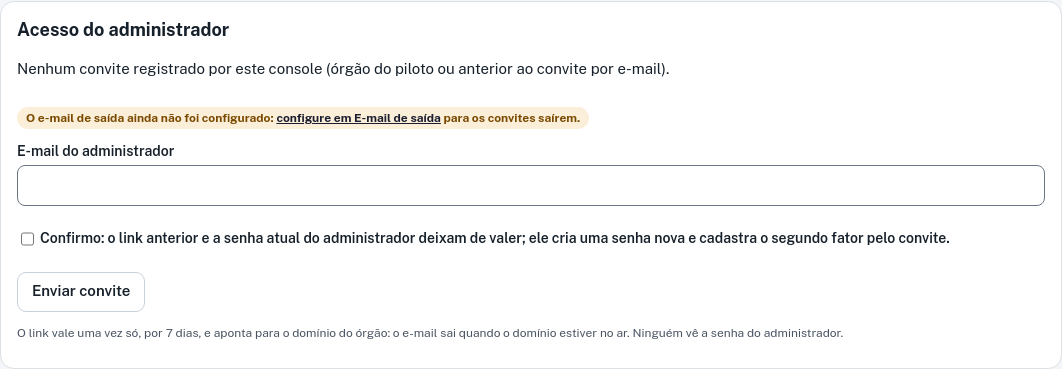 Acesso do administrador
Nenhum convite registrado por este console (órgão do piloto ou anterior ao convite por e-mail).
O e-mail de saída ainda não foi configurado: configure em E-mail de saída para os convites saírem.
E-mail do administrador
Confirmo: o link anterior e a senha atual do administrador deixam de valer; ele cria uma senha nova e cadastra o segundo fator pelo convite.
Enviar convite
O link vale uma vez só, por 7 dias, e aponta para o domínio do órgão: o e-mail sai quando o domínio estiver no ar. Ninguém vê a senha do administrador.